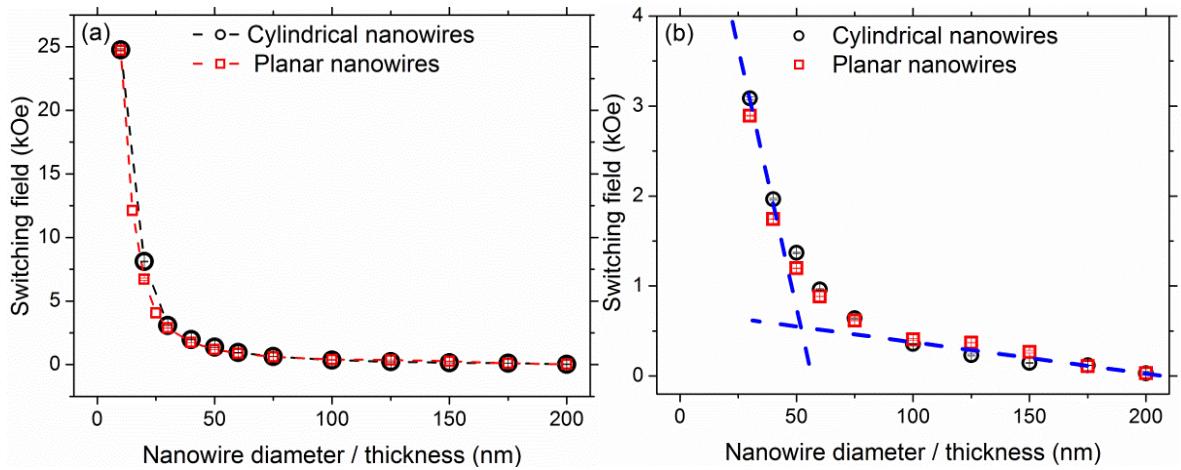 (a)
Cylindrical nanowires
Planar nanowires
25
20
15
10
5
0
0 50 100 150 200
Switching field (kOe)
Nanowire diameter / thickness (nm)
(b)
Cylindrical nanowires
Planar nanowires
4
3
2
1
0
0 50 100 150 200
Switching field (kOe)
Nanowire diameter / thickness (nm)